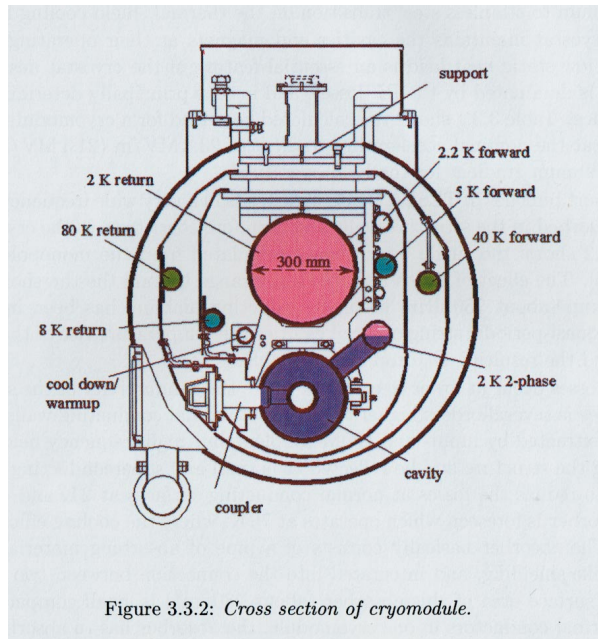 support
2.2 K forward
2 K return
5 K forward
80 K return
40 K forward
300 mm
8 K return
cool down/
warmup
2 K 2-phase
cavity
coupler
Figure 3.3.2: Cross section of cryomodule.